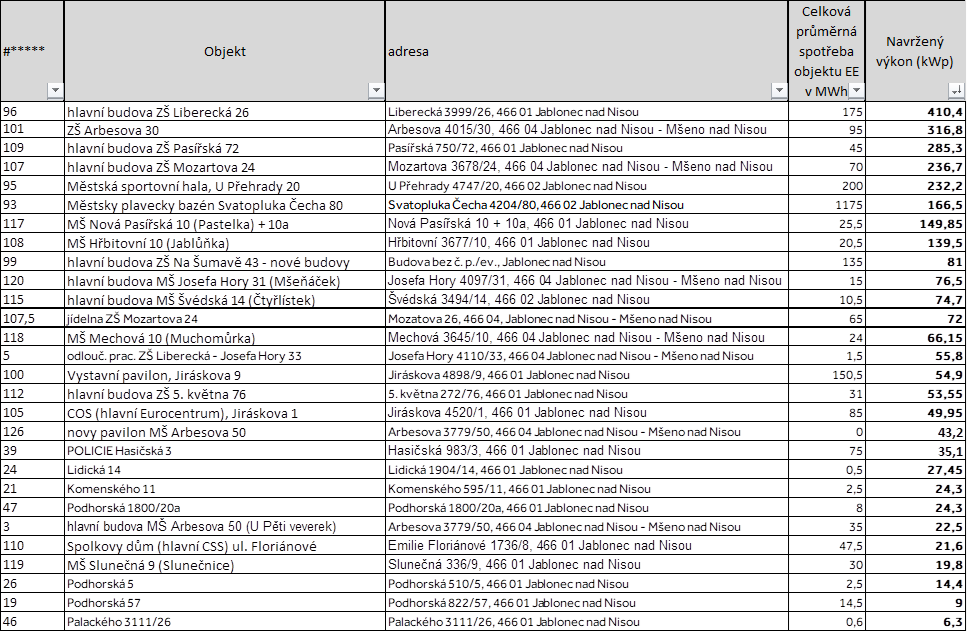 #***** Objekt adresa Celková průměrná spotřeba objektu EE v MWh Navržený výkon (kWp)
96 hlavní budova ZŠ Liberecká 26 Liberecká 3999/26, 466 01 Jablonec nad Nisou 175 410,4
101 ZŠ Arbesova 30 Arbesova 4015/30, 466 04 Jablonec nad Nisou - Mšeno nad Nisou 95 316,8
109 hlavní budova ZŠ Pasířská 72 Pasířská 750/72, 466 01 Jablonec nad Nisou 45 285,3
107 hlavní budova ZŠ Mozartova 24 Mozartova 3678/24, 466 04 Jablonec nad Nisou - Mšeno nad Nisou 70 236,7
95 Městská sportovní hala, U Přehrady 20 U Přehrady 4747/20, 466 02 Jablonec nad Nisou 200 232,2
93 Městsky plavecky bazén Svatopluka Čecha 80 Svatopluka Čecha 4204/80, 466 02 Jablonec nad Nisou 1175 166,5
117 MŠ Nová Pasířská 10 (Pastelka) + 10a Nová Pasířská 10 + 10a, 466 01 Jablonec nad Nisou 25,5 149,85
108 MŠ Hřbitovní 10 (Jablůňka) Hřbitovní 3677/10, 466 01 Jablonec nad Nisou 20,5 139,5
99 hlavní budova ZŠ Na Šumavě 43 - nové budovy Budova bez č. p./ev., Jablonec nad Nisou 135 81
120 hlavní budova MŠ Josefa Hory 31 (Mšeňáček) Josefa Hory 4097/31, 466 04 Jablonec nad Nisou - Mšeno nad Nisou 15 76,5
115 hlavní budova MŠ Švédská 14 (Čtyřlístek) Švédská 3494/14, 466 02 Jablonec nad Nisou 10,5 74,7
107,5 jídelna ZŠ Mozartova 24 Mozatova 26, 466 04, Jablonec nad Nisou - Mšeno nad Nisou 65 72
118 MŠ Mechová 10 (Muchomůrka) Mechová 3645/10, 466 04 Jablonec nad Nisou - Mšeno nad Nisou 24 66,15
5 odlouč. prac. ZŠ Liberecká - Josefa Hory 33 Josefa Hory 4110/33, 466 04 Jablonec nad Nisou - Mšeno nad Nisou 1,5 55,8
100 Vystavní pavilon, Jiráskova 9 Jiráskova 4898/9, 466 01 Jablonec nad Nisou 150,5 54,9
112 hlavní budova ZŠ 5. května 76 5. května 272/76, 466 01 Jablonec nad Nisou 31 53,55
105 COS (hlavní Eurocentrum), Jiráskova 1 Jiráskova 4520/1, 466 01 Jablonec nad Nisou 85 49,95
126 novy pavilon MŠ Arbesova 50 Arbesova 3779/50, 466 04 Jablonec nad Nisou - Mšeno nad Nisou 0 43,2
39 POLICIE Hasičská 3 Hasičská 983/3, 466 01 Jablonec nad Nisou 75 35,1
24 Lidická 14 Lidická 1904/14, 466 01 Jablonec nad Nisou 0,5 27,45
21 Komenského 11 Komenského 595/11, 466 01 Jablonec nad Nisou 2,5 24,3
47 Podhorská 1800/20a Podhorská 1800/20a, 466 01 Jablonec nad Nisou 8 24,3
3 hlavní budova MŠ Arbesova 50 (U Pěti veverek) Arbesova 3779/50, 466 04 Jablonec nad Nisou - Mšeno nad Nisou 35 22,5
110 Spolkovy dům (hlavní CSS) ul. Floriánové Emilie Floriánové 1736/8, 466 01 Jablonec nad Nisou 47,5 21,6
119 MŠ Slunečná 9 (Slunečnice) Slunečná 336/9, 466 01 Jablonec nad Nisou 30 19,8
26 Podhorská 5 Podhorská 510/5, 466 01 Jablonec nad Nisou 2,5 14,4
19 Podhorská 57 Podhorská 822/57, 466 01 Jablonec nad Nisou 14,5 9
46 Palackého 3111/26 Palackého 3111/26, 466 01 Jablonec nad Nisou 0,6 6,3